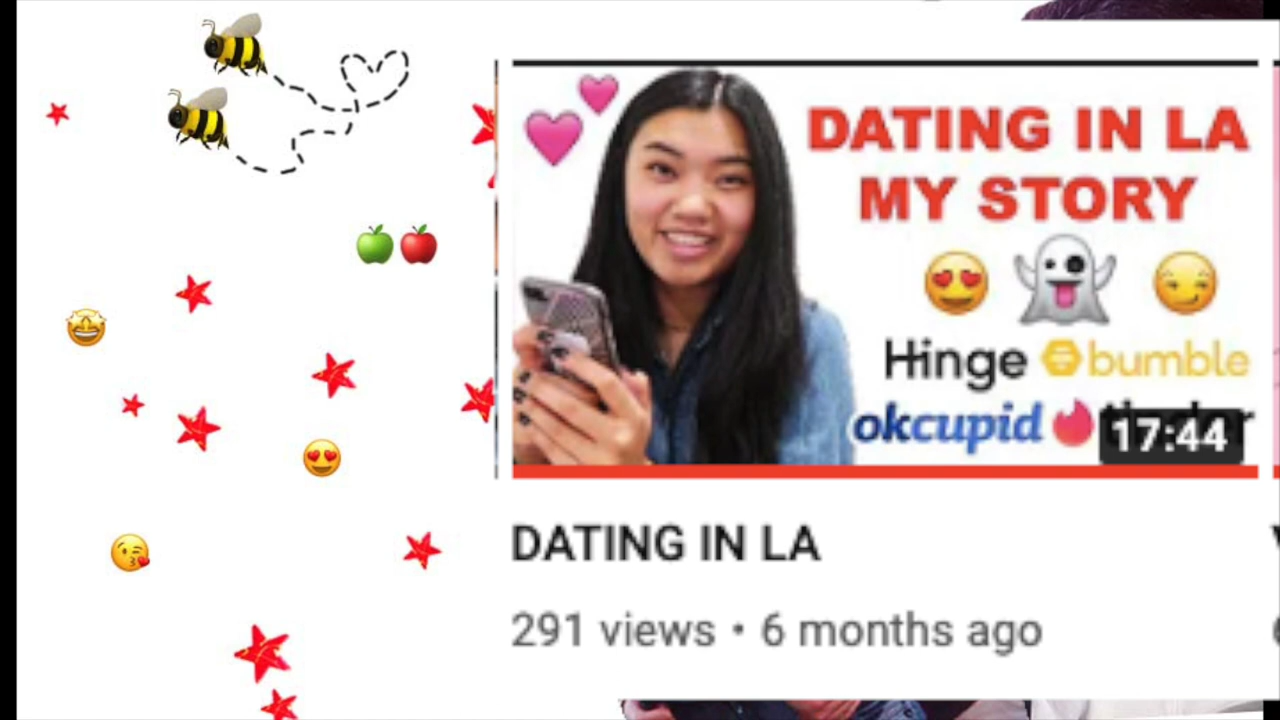 DATING IN LA
MY STORY
Hinge bumble
okcupid
17:44
DATING IN LA
291 views • 6 months ago